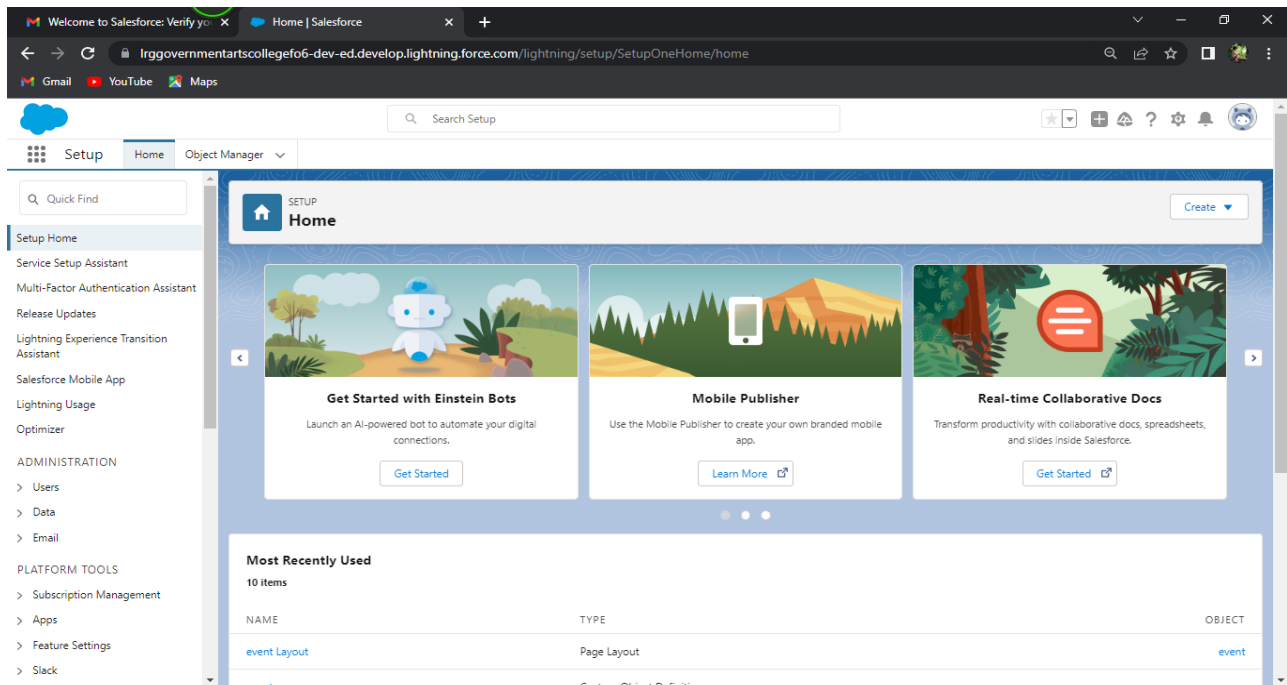 Welcome to Salesforce: Verify yo
Home | Salesforce
lrggovernmentartscollegefo6-dev-ed.develop.lightning.force.com/lightning/setup/SetupOneHome/home
Gmail YouTube Maps
Search Setup
Setup Home Object Manager
Quick Find
Setup Home
Service Setup Assistant
Multi-Factor Authentication Assistant
Release Updates
Lightning Experience Transition
Assistant
Salesforce Mobile App
Lightning Usage
Optimizer
ADMINISTRATION
Users
Data
Email
PLATFORM TOOLS
Subscription Management
Apps
Feature Settings
Slack
SETUP
Home
Create
Get Started with Einstein Bots
Launch an AI-powered bot to automate your digital
connections.
Get Started
Mobile Publisher
Use the Mobile Publisher to create your own branded mobile
app.
Learn More
Real-time Collaborative Docs
Transform productivity with collaborative docs, spreadsheets,
and slides inside Salesforce.
Get Started
Most Recently Used
10 items
NAME TYPE OBJECT
event Layout Page Layout event